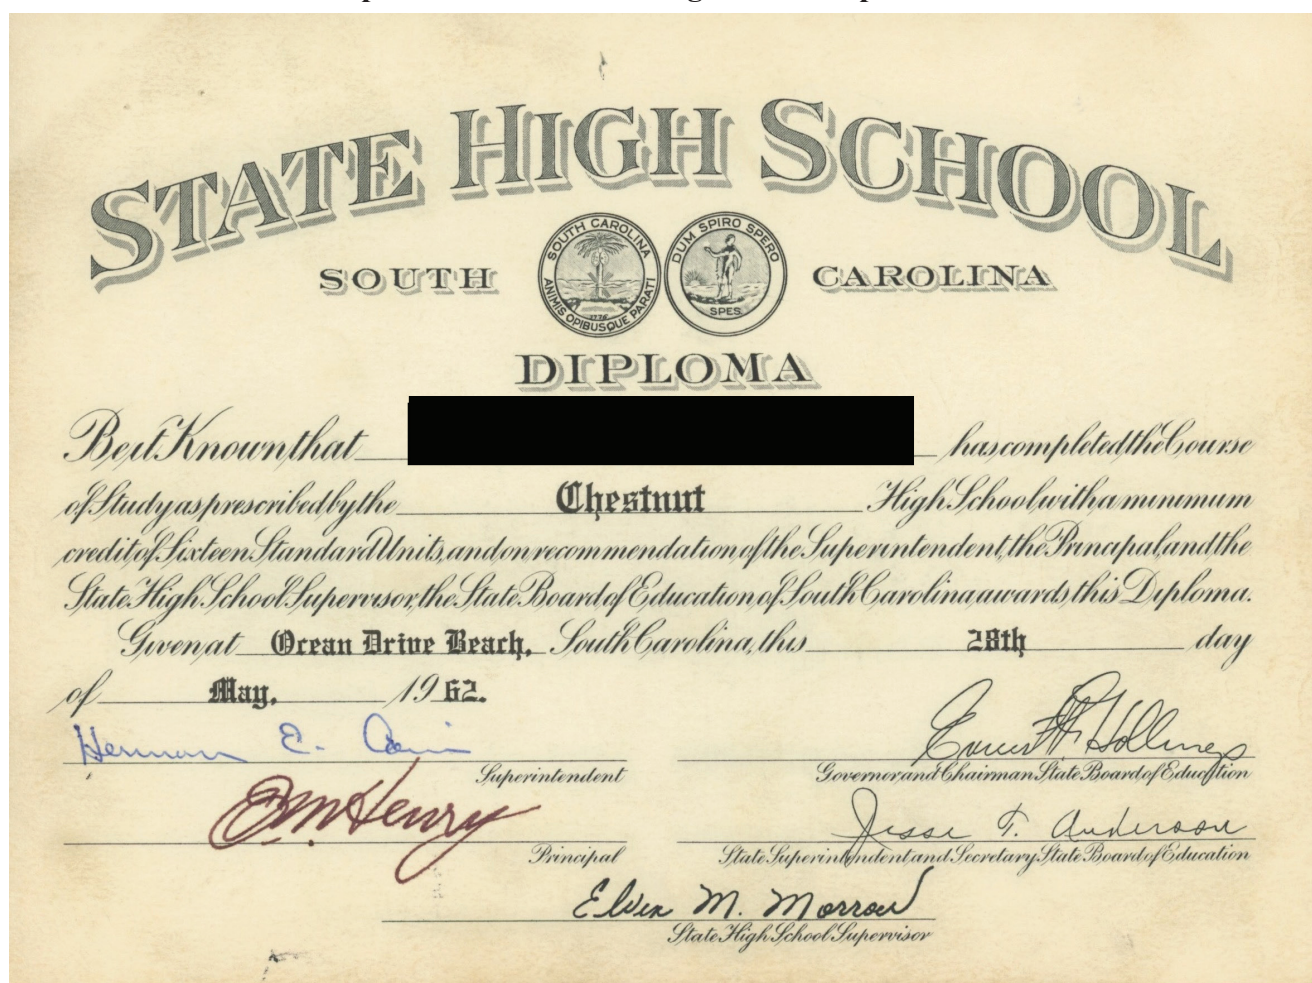 STATE HIGH SCHOOL
SOUTH CAROLINA
SOUTH CAROLINA
ANIMIS OPIBUSQUE PARATI
1776
DUM SPIRO SPERO
SPES
DIPLOMA
Be it Known that has completed the Course
of Study as prescribed by the Chestnut High School with a minimum
credit of Sixteen Standard Units, and on recommendation of the Superintendent, the Principal, and the
State High School Supervisor, the State Board of Education of South Carolina awards this Diploma.
Given at Ocean Drive Beach, South Carolina, this 28th day
of May, 1962.
Herman E.
Superintendent
Ernest F. Hollings
Governor and Chairman State Board of Education
Henry
Principal
Jesse T. Anderson
State Superintendent and Secretary State Board of Education
M. Morrow
State High School Supervisor